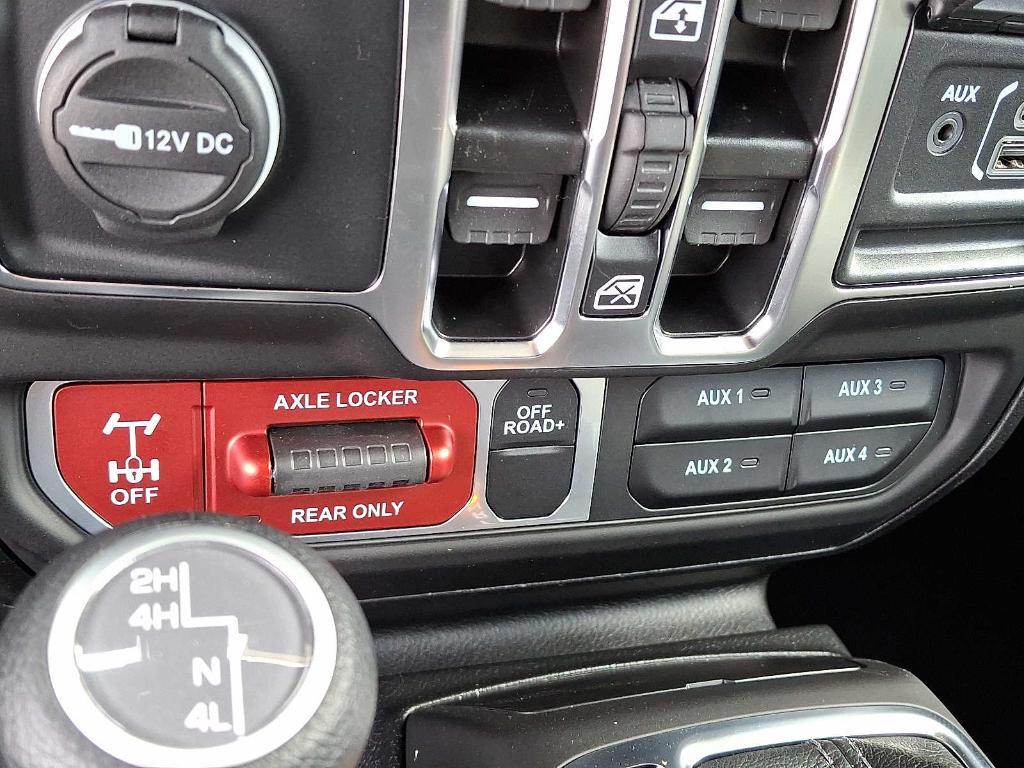 12V DC
AUX
AXLE LOCKER
OFF
REAR ONLY
OFF
ROAD+
AUX 1
AUX 3
AUX 2
AUX 4
2H
4H
N
4L